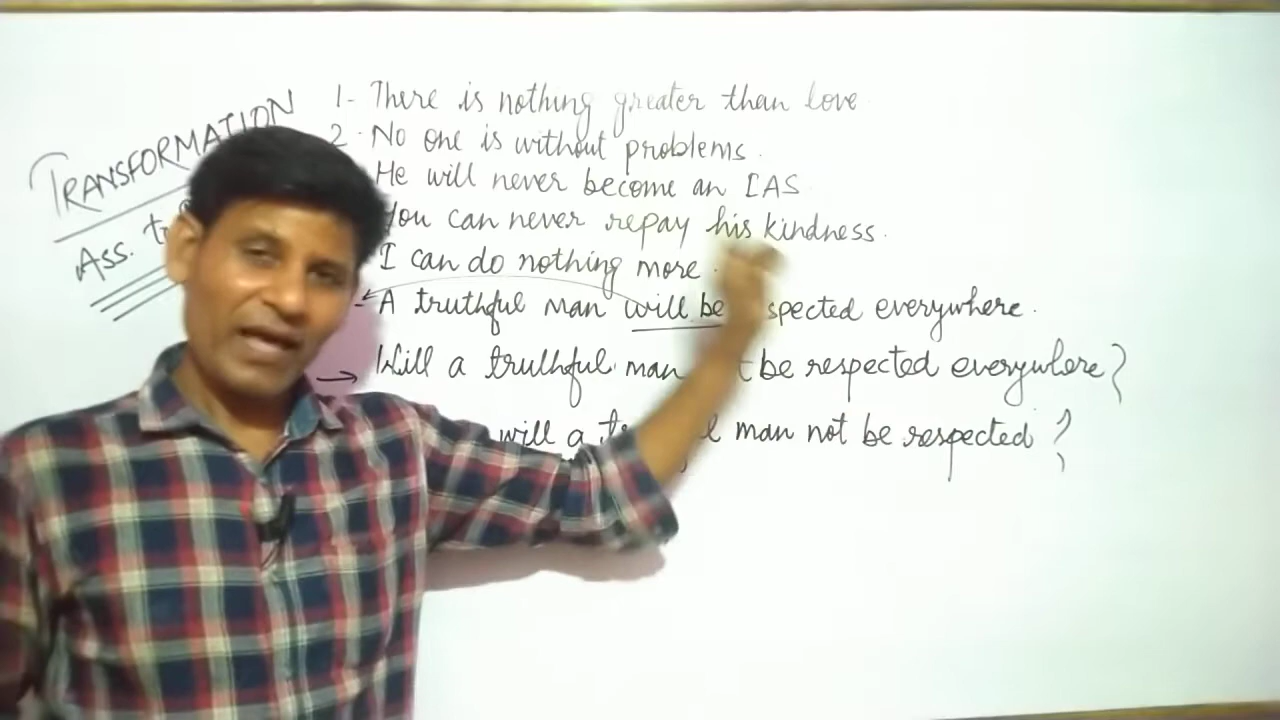 TRANSFORMATION
Ass. to
1- There is nothing greater than love.
2. No one is without problems.
He will never become an IAS.
You can never repay his kindness.
I can do nothing more.
A truthful man will be spected everywhere.
→ Will a truthful man be respected everywhere?
will a man not be respected ?